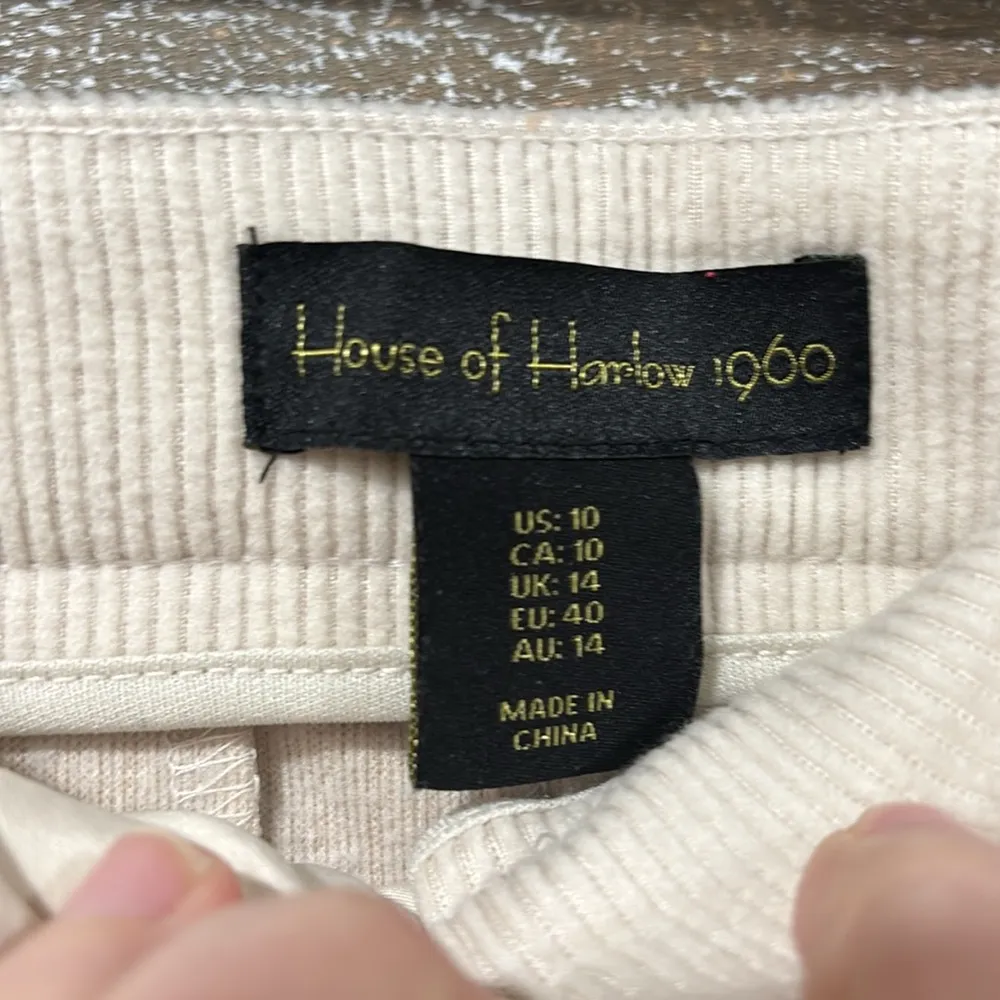 House of Harlow 1960
US: 10
CA: 10
UK: 14
EU: 40
AU: 14
MADE IN
CHINA